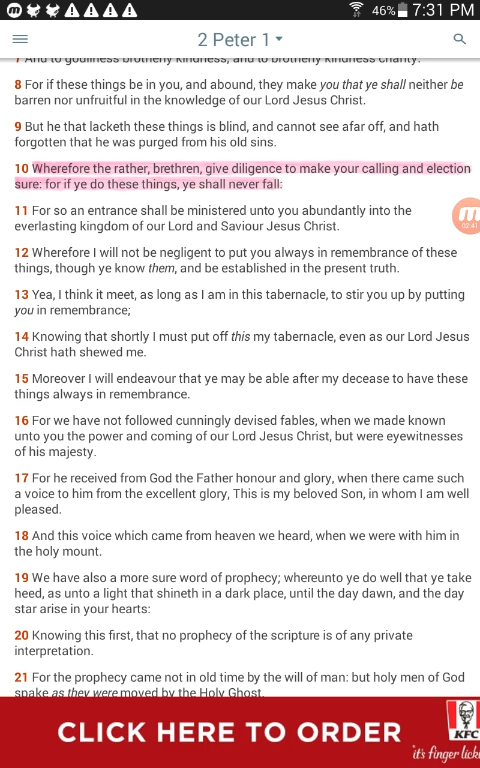 46% 7:31 PM
2 Peter 1
7 And to godliness brotherly kindness; and to brotherly kindness charity.
8 For if these things be in you, and abound, they make you that ye shall neither be
barren nor unfruitful in the knowledge of our Lord Jesus Christ.
9 But he that lacketh these things is blind, and cannot see afar off, and hath
forgotten that he was purged from his old sins.
10 Wherefore the rather, brethren, give diligence to make your calling and election
sure: for if ye do these things, ye shall never fall:
02:41
11 For so an entrance shall be ministered unto you abundantly into the
everlasting kingdom of our Lord and Saviour Jesus Christ.
12 Wherefore I will not be negligent to put you always in remembrance of these
things, though ye know them, and be established in the present truth.
13 Yea, I think it meet, as long as I am in this tabernacle, to stir you up by putting
you in remembrance;
14 Knowing that shortly I must put off this my tabernacle, even as our Lord Jesus
Christ hath shewed me.
15 Moreover I will endeavour that ye may be able after my decease to have these
things always in remembrance.
16 For we have not followed cunningly devised fables, when we made known
unto you the power and coming of our Lord Jesus Christ, but were eyewitnesses
of his majesty.
17 For he received from God the Father honour and glory, when there came such
a voice to him from the excellent glory, This is my beloved Son, in whom I am well
pleased.
18 And this voice which came from heaven we heard, when we were with him in
the holy mount.
19 We have also a more sure word of prophecy; whereunto ye do well that ye take
heed, as unto a light that shineth in a dark place, until the day dawn, and the day
star arise in your hearts:
20 Knowing this first, that no prophecy of the scripture is of any private
interpretation.
21 For the prophecy came not in old time by the will of man: but holy men of God
spake as they were moved by the Holy Ghost.
CLICK HERE TO ORDER
KFC
it's finger lick